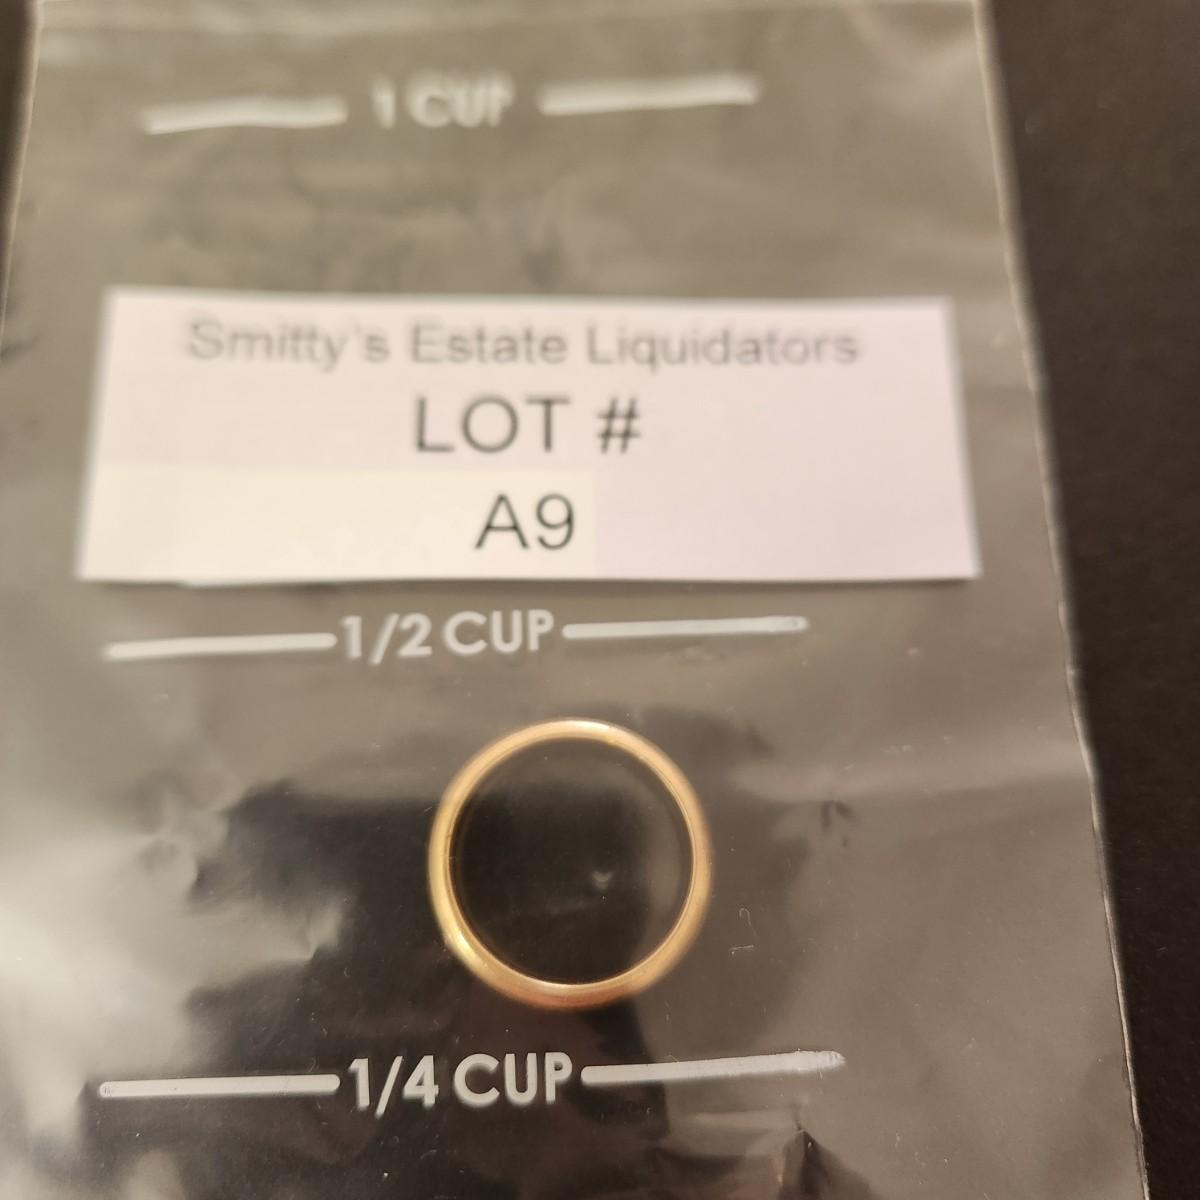 1 CUP
Smitty's Estate Liquidators
LOT #
A9
1/2 CUP
1/4 CUP